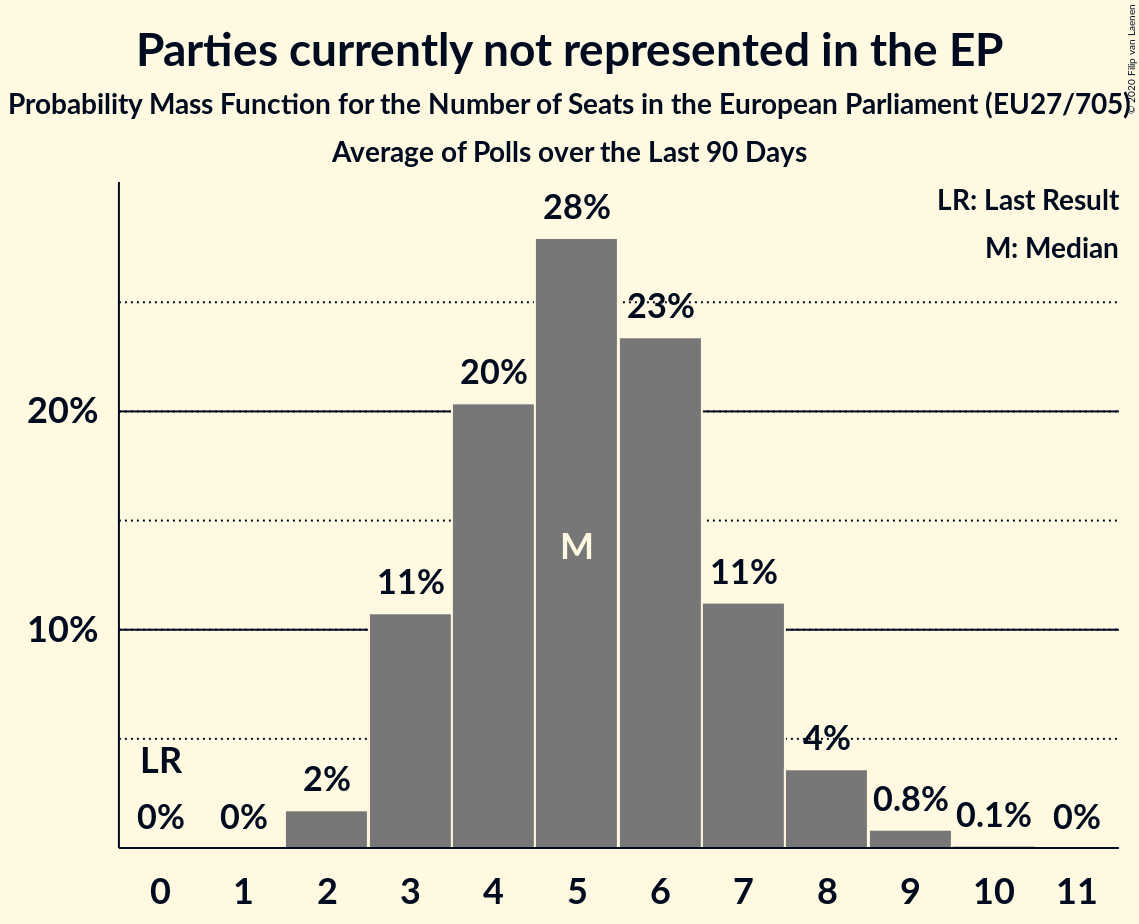 Parties currently not represented in the EP
Probability Mass Function for the Number of Seats in the European Parliament (EU27/705)
Average of Polls over the Last 90 Days
© 2020 Filip van Laenen
LR: Last Result
M: Median
28%
23%
20%
20%
M
11%
11%
10%
LR
4%
2%
0.8%
0%
0%
0.1%
0%
0 1 2 3 4 5 6 7 8 9 10 11